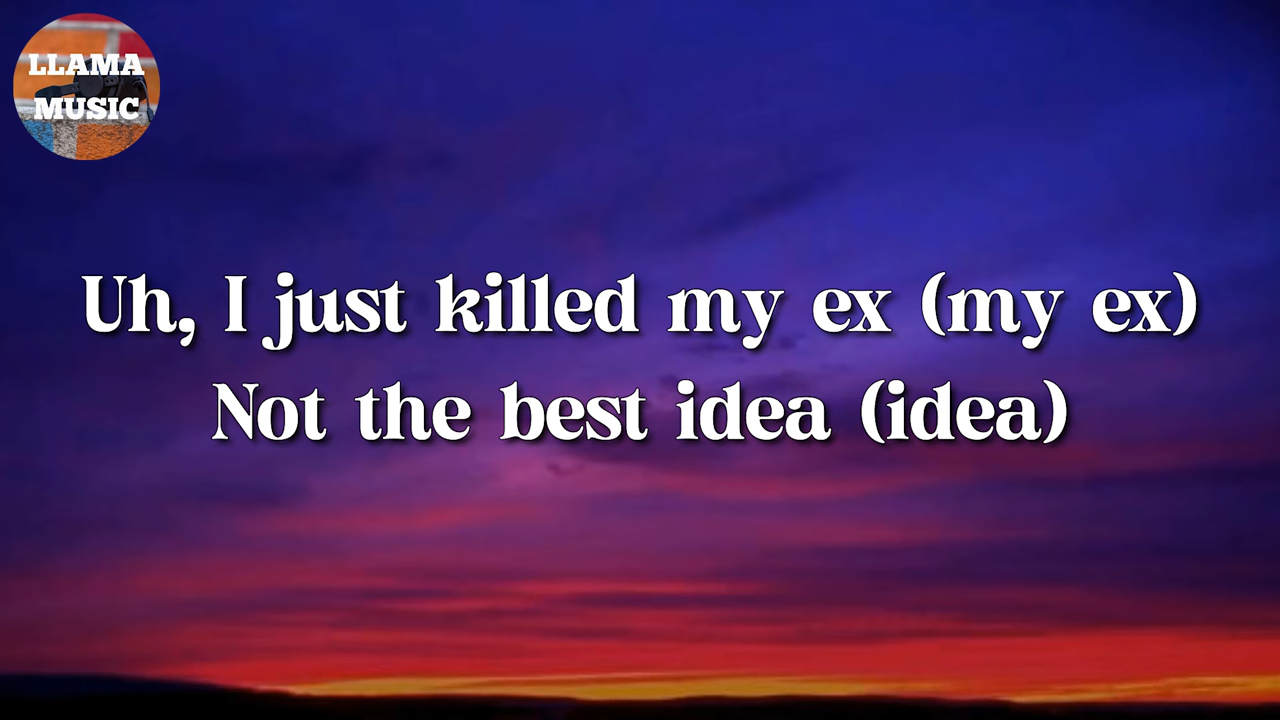 LLAMA
MUSIC
Uh, I just killed my ex (my ex)
Not the best idea (idea)